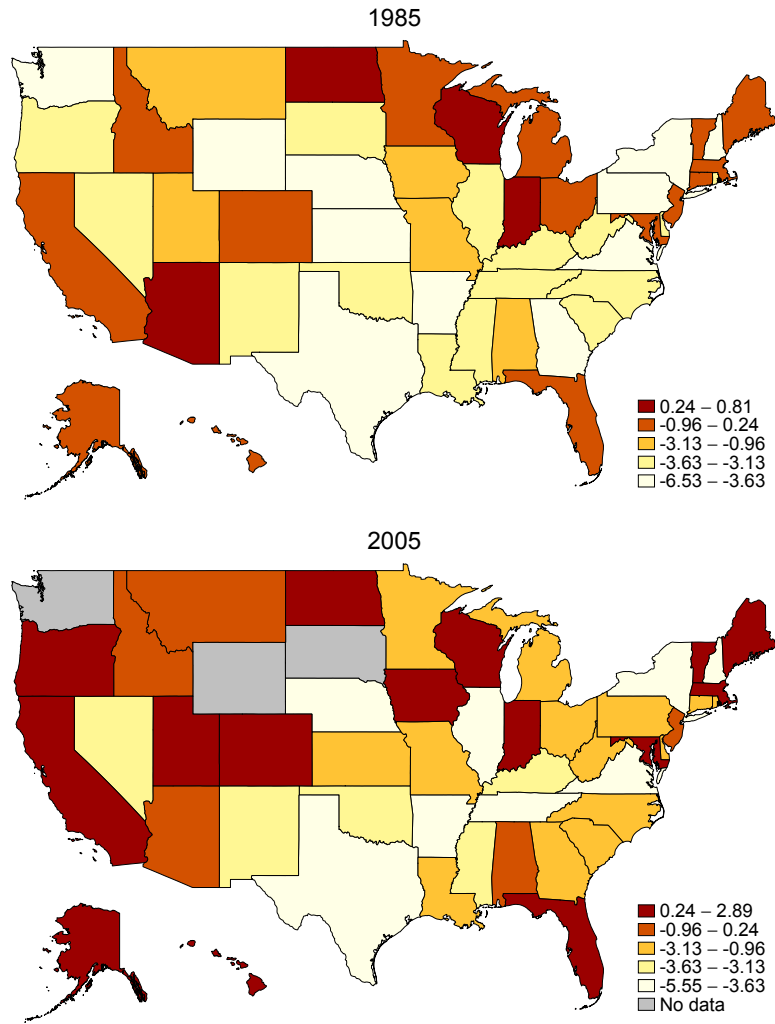 1985
0.24 – 0.81
-0.96 – 0.24
-3.13 – -0.96
-3.63 – -3.13
-6.53 – -3.63
2005
0.24 – 2.89
-0.96 – 0.24
-3.13 – -0.96
-3.63 – -3.13
-5.55 – -3.63
No data